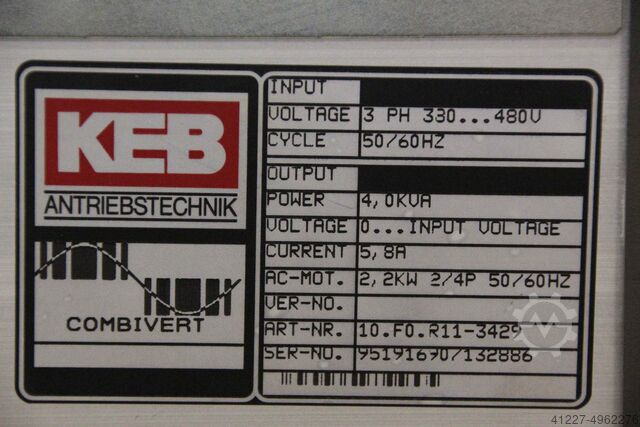 KEB
ANTRIEBSTECHNIK
COMBIVERT
INPUT
VOLTAGE 3 PH 330...480V
CYCLE 50/60HZ
OUTPUT
POWER 4,0KVA
VOLTAGE 0...INPUT VOLTAGE
CURRENT 5,8A
AC-MOT. 2,2KW 2/4P 50/60HZ
VER-NO.
ART-NR. 10.F0.R11-3429
SER-NO. 95191690/132886
41227-4962276